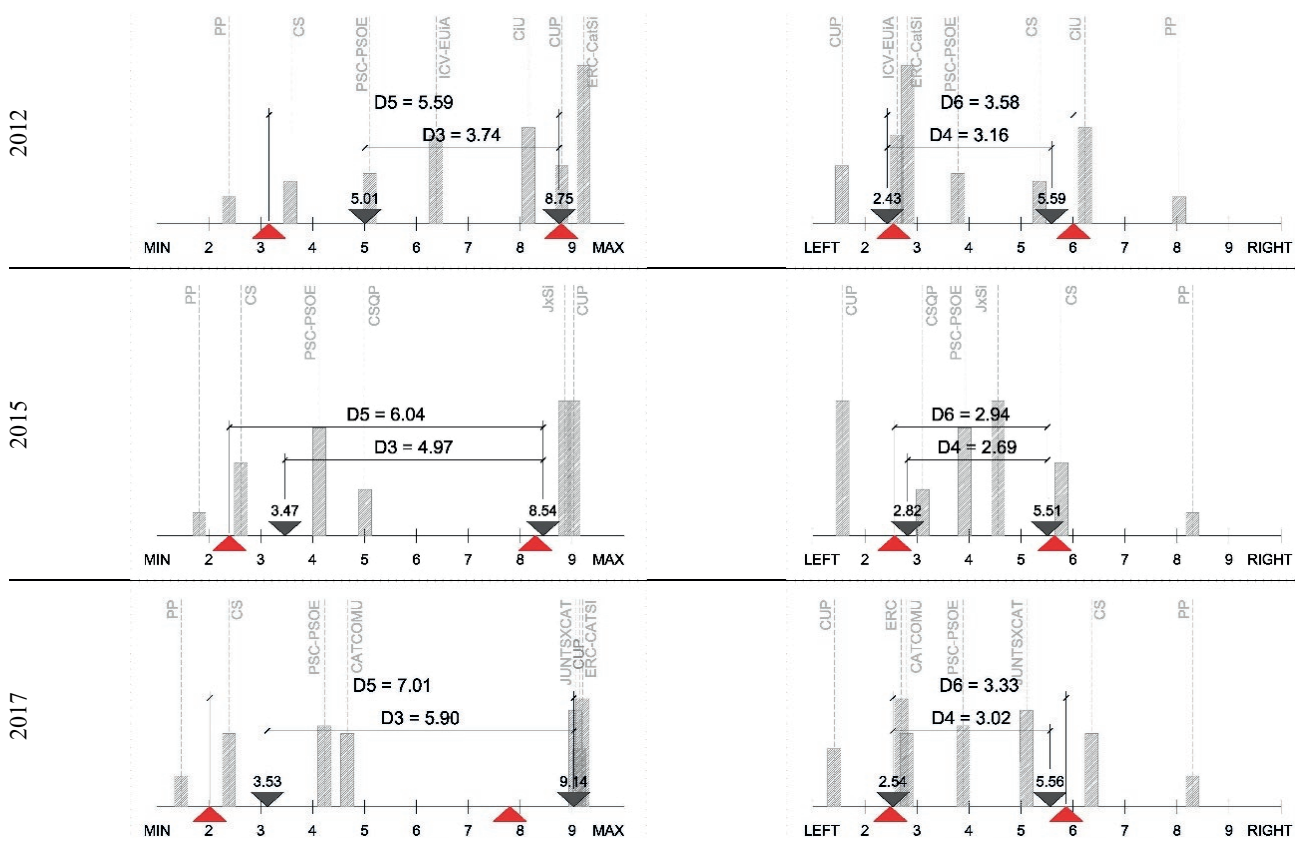 2012
PP
CS
PSC-PSOE
ICV-EUiA
CiU
CUP
ERC-CatSi
D5 = 5.59
D3 = 3.74
5.01
8.75
MIN 2 3 4 5 6 7 8 9 MAX
CUP
ICV-EUiA
ERC-CatSi
PSC-PSOE
CS
CiU
PP
D6 = 3.58
D4 = 3.16
2.43
5.59
LEFT 2 3 4 5 6 7 8 9 RIGHT
2015
PP
CS
PSC-PSOE
CSQP
JxSi
CUP
D5 = 6.04
D3 = 4.97
3.47
8.54
MIN 2 3 4 5 6 7 8 9 MAX
CUP
CSQP
PSC-PSOE
JxSi
CS
PP
D6 = 2.94
D4 = 2.69
2.82
5.51
LEFT 2 3 4 5 6 7 8 9 RIGHT
2017
PP
CS
PSC-PSOE
CATCOMU
JUNTSXCAT
CUP
ERC-CATSI
D5 = 7.01
D3 = 5.90
3.53
9.14
MIN 2 3 4 5 6 7 8 9 MAX
CUP
ERC
CATCOMU
PSC-PSOE
JUNTSXCAT
CS
PP
D6 = 3.33
D4 = 3.02
2.54
5.56
LEFT 2 3 4 5 6 7 8 9 RIGHT